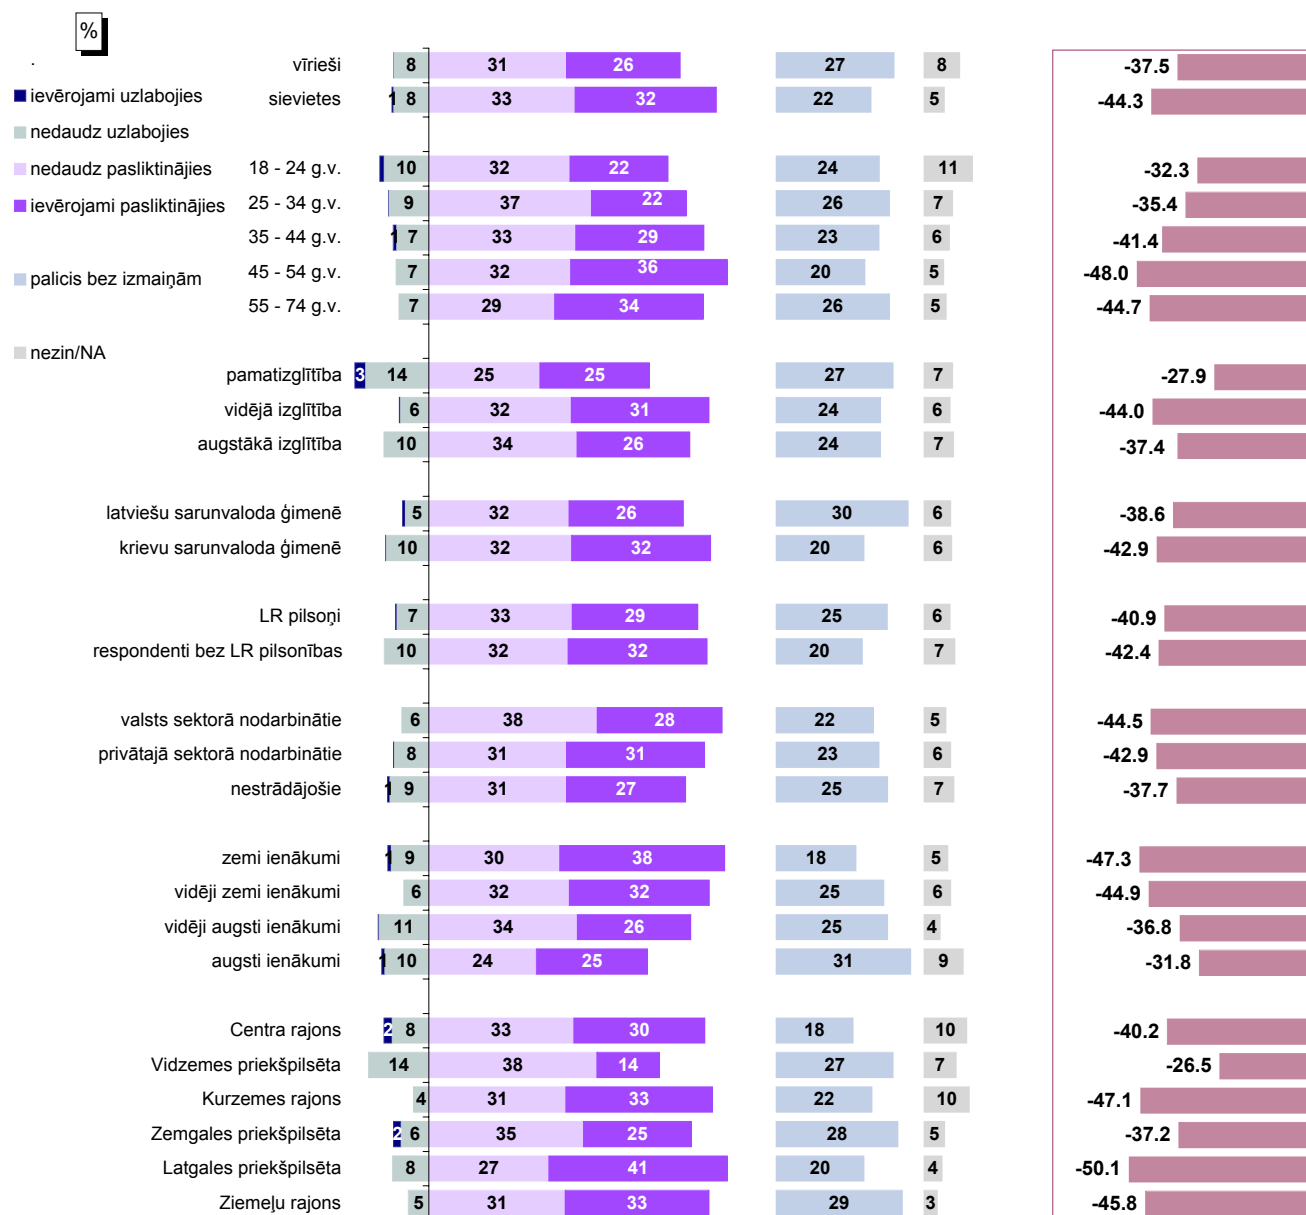 %
.
ievērojami uzlabojies
nedaudz uzlabojies
nedaudz pasliktinājies
ievērojami pasliktinājies
palicis bez izmaiņām
nezin/NA
vīrieši 8 31 26 27 8 -37.5
sievietes 1 8 33 32 22 5 -44.3
18 - 24 g.v. 10 32 22 24 11 -32.3
25 - 34 g.v. 9 37 22 26 7 -35.4
35 - 44 g.v. 1 7 33 29 23 6 -41.4
45 - 54 g.v. 7 32 36 20 5 -48.0
55 - 74 g.v. 7 29 34 26 5 -44.7
pamatizglītība 3 14 25 25 27 7 -27.9
vidējā izglītība 6 32 31 24 6 -44.0
augstākā izglītība 10 34 26 24 7 -37.4
latviešu sarunvaloda ģimenē 5 32 26 30 6 -38.6
krievu sarunvaloda ģimenē 10 32 32 20 6 -42.9
LR pilsoņi 7 33 29 25 6 -40.9
respondenti bez LR pilsonības 10 32 32 20 7 -42.4
valsts sektorā nodarbinātie 6 38 28 22 5 -44.5
privātajā sektorā nodarbinātie 8 31 31 23 6 -42.9
nestrādājošie 1 9 31 27 25 7 -37.7
zemi ienākumi 1 9 30 38 18 5 -47.3
vidēji zemi ienākumi 6 32 32 25 6 -44.9
vidēji augsti ienākumi 11 34 26 25 4 -36.8
augsti ienākumi 1 10 24 25 31 9 -31.8
Centra rajons 2 8 33 30 18 10 -40.2
Vidzemes priekšpilsēta 14 38 14 27 7 -26.5
Kurzemes rajons 4 31 33 22 10 -47.1
Zemgales priekšpilsēta 2 6 35 25 28 5 -37.2
Latgales priekšpilsēta 8 27 41 20 4 -50.1
Ziemeļu rajons 5 31 33 29 3 -45.8